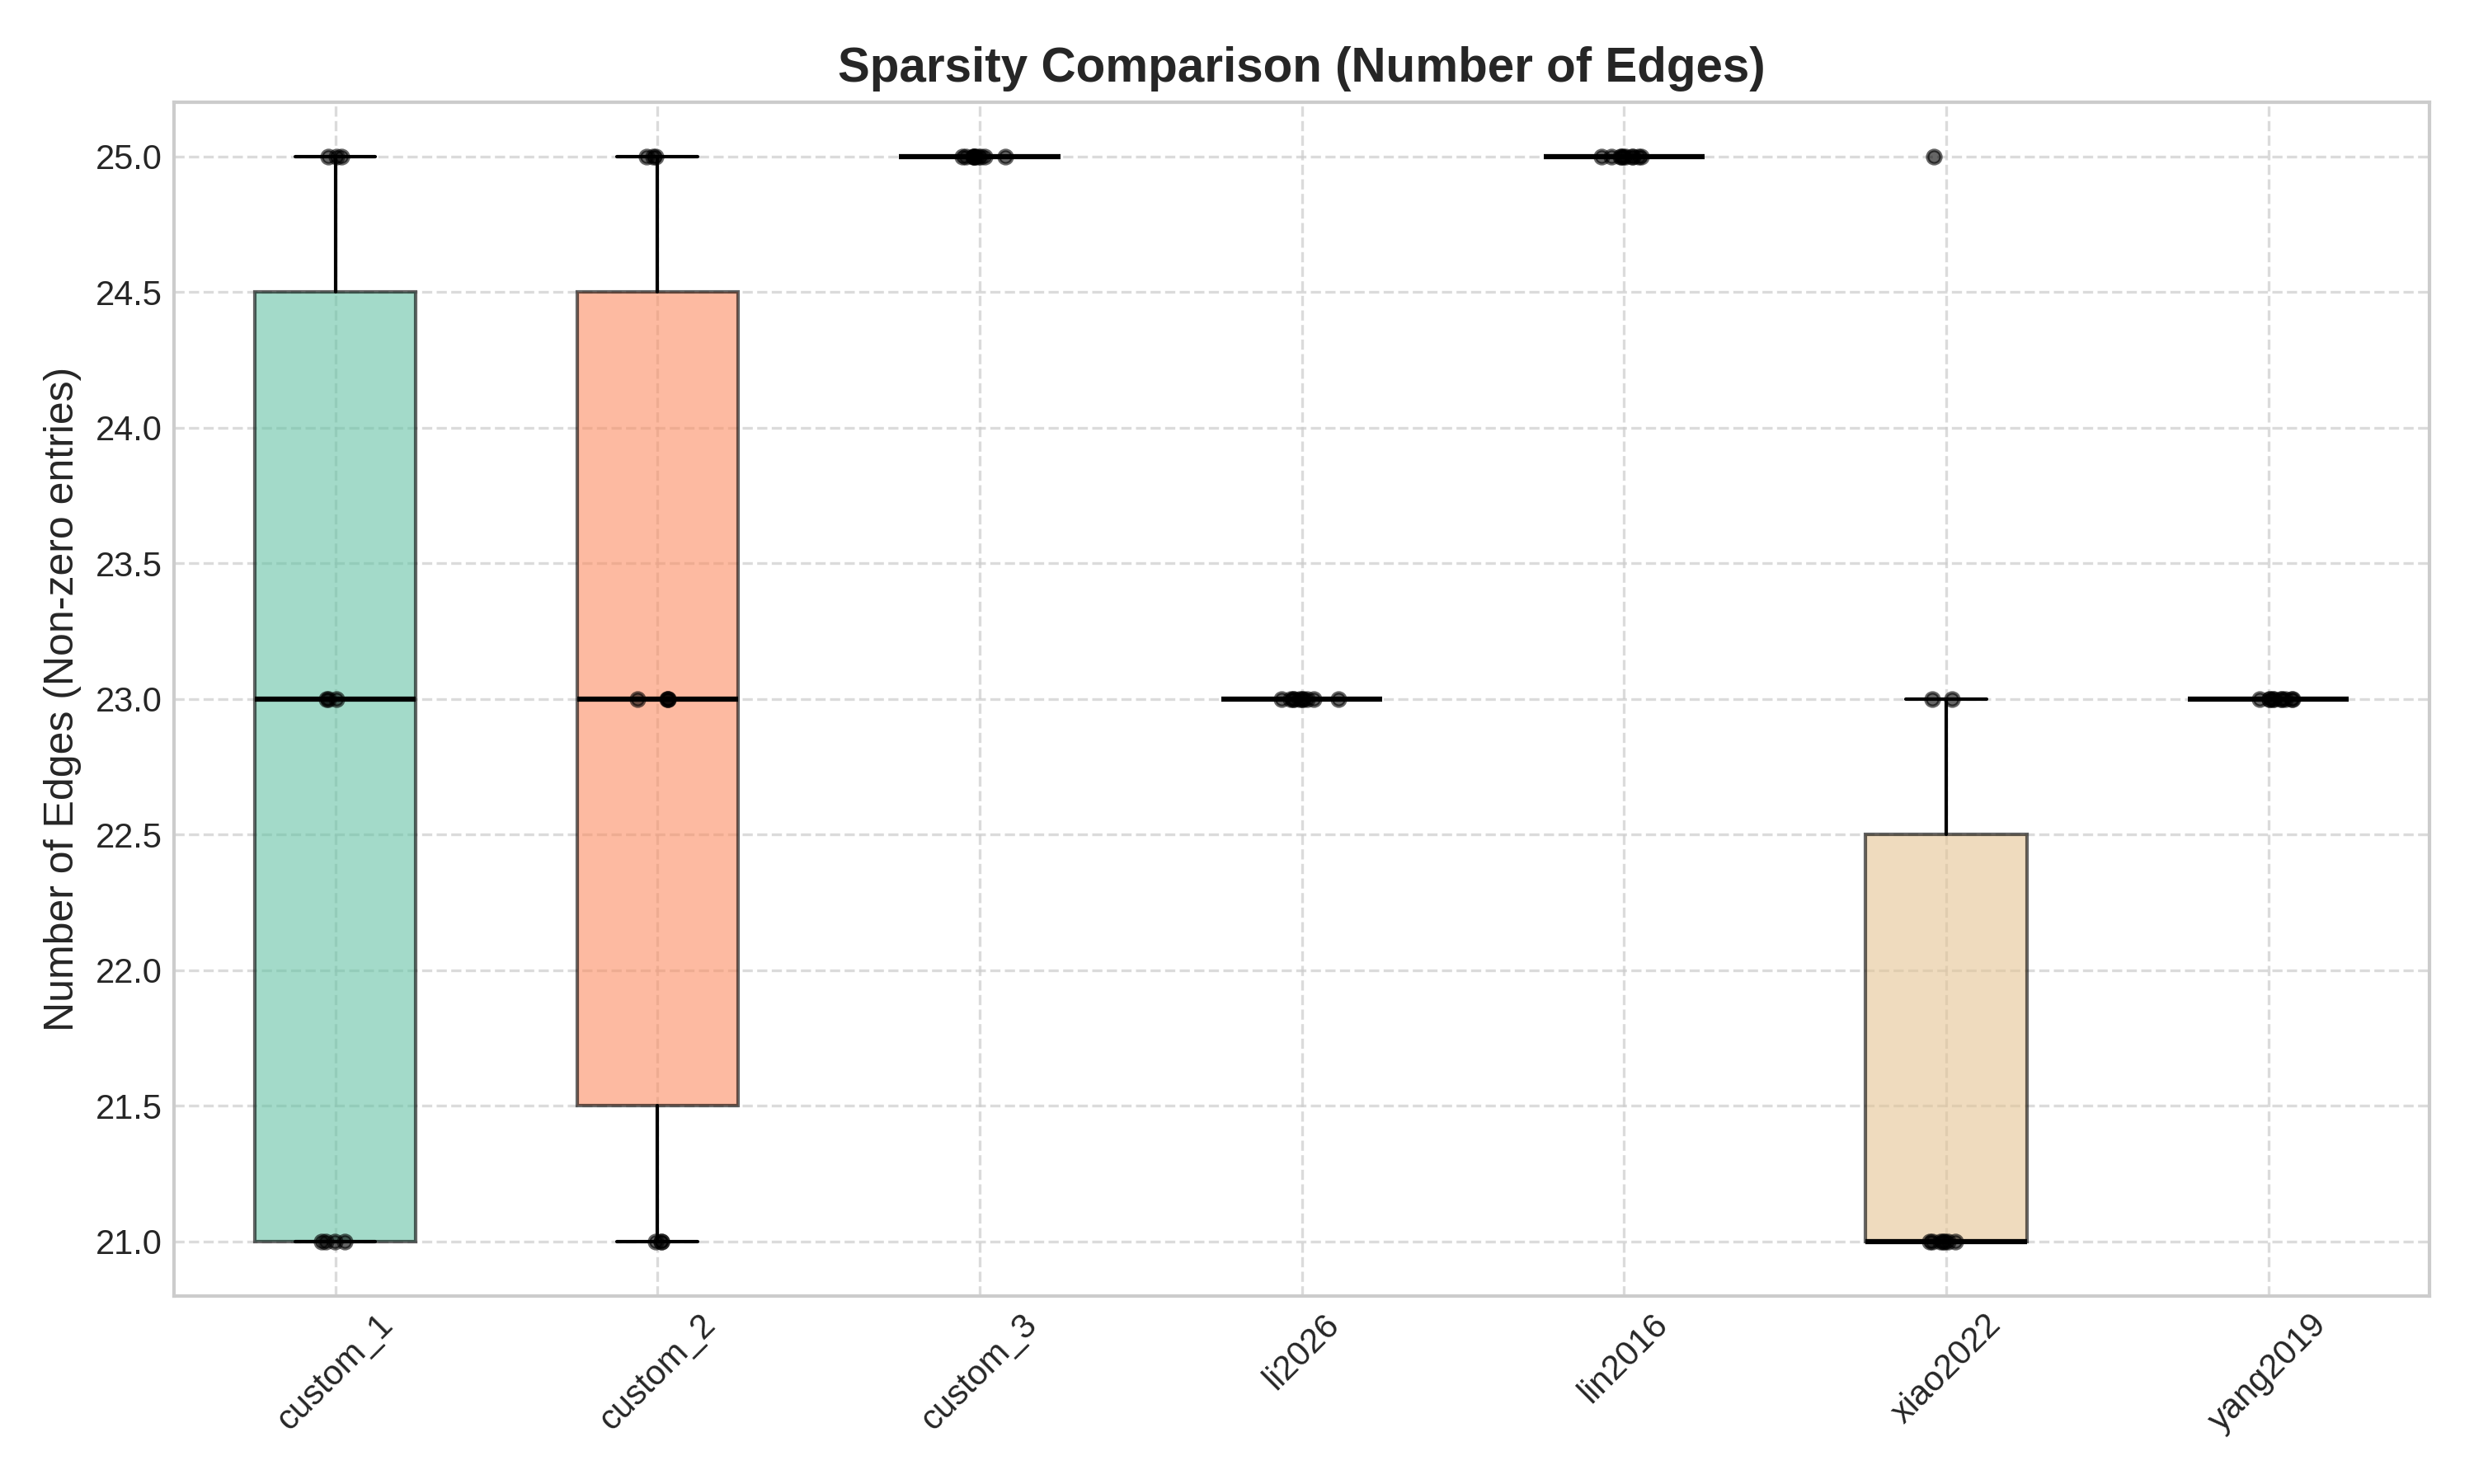 Sparsity Comparison (Number of Edges)
Number of Edges (Non-zero entries)
25.0
24.5
24.0
23.5
23.0
22.5
22.0
21.5
21.0
custom_1
custom_2
custom_3
li2026
lin2016
xiao2022
yang2019